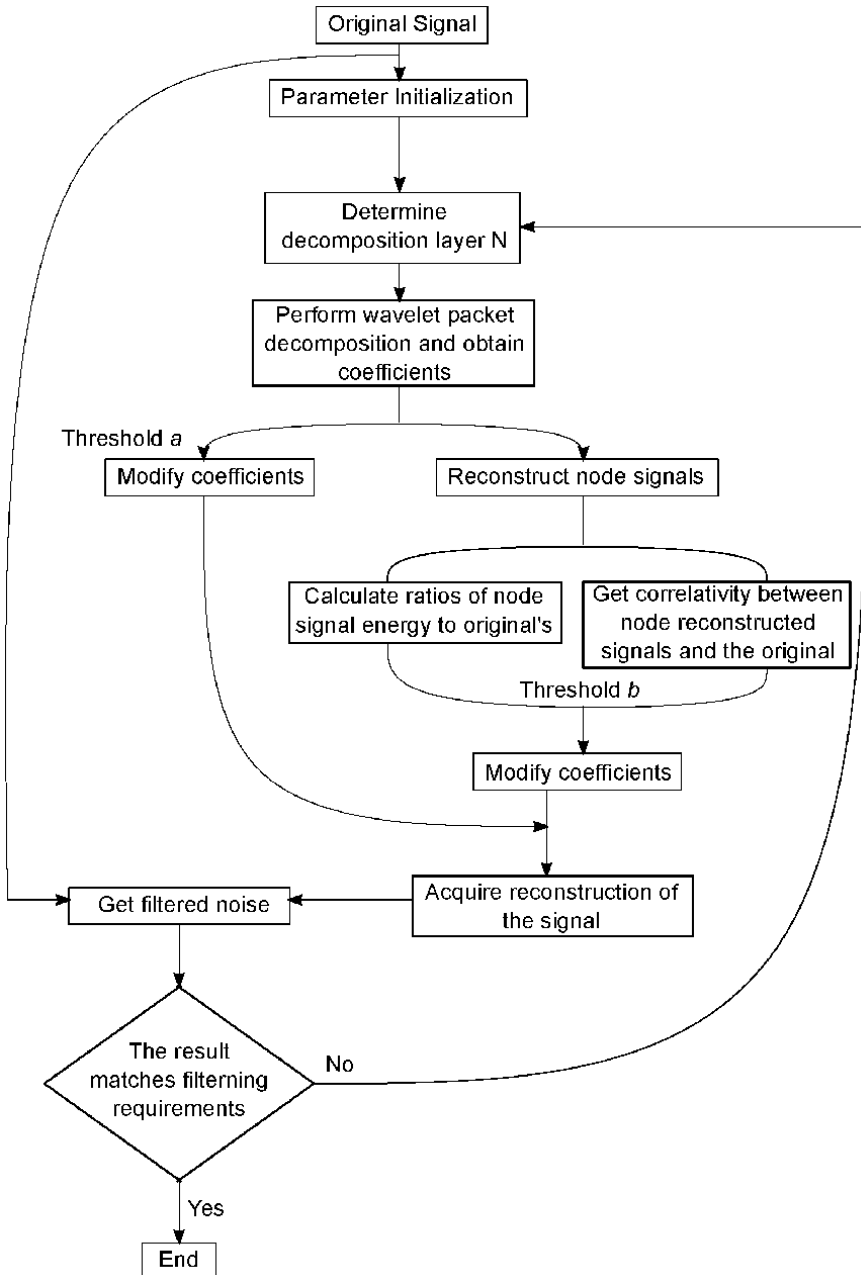 Original Signal
Parameter Initialization
Determine
decomposition layer N
Perform wavelet packet
decomposition and obtain
coefficients
Threshold a
Modify coefficients
Reconstruct node signals
Calculate ratios of node
signal energy to original's
Get correlativity between
node reconstructed
signals and the original
Threshold b
Modify coefficients
Acquire reconstruction of
the signal
Get filtered noise
The result
matches filterning
requirements
No
Yes
End